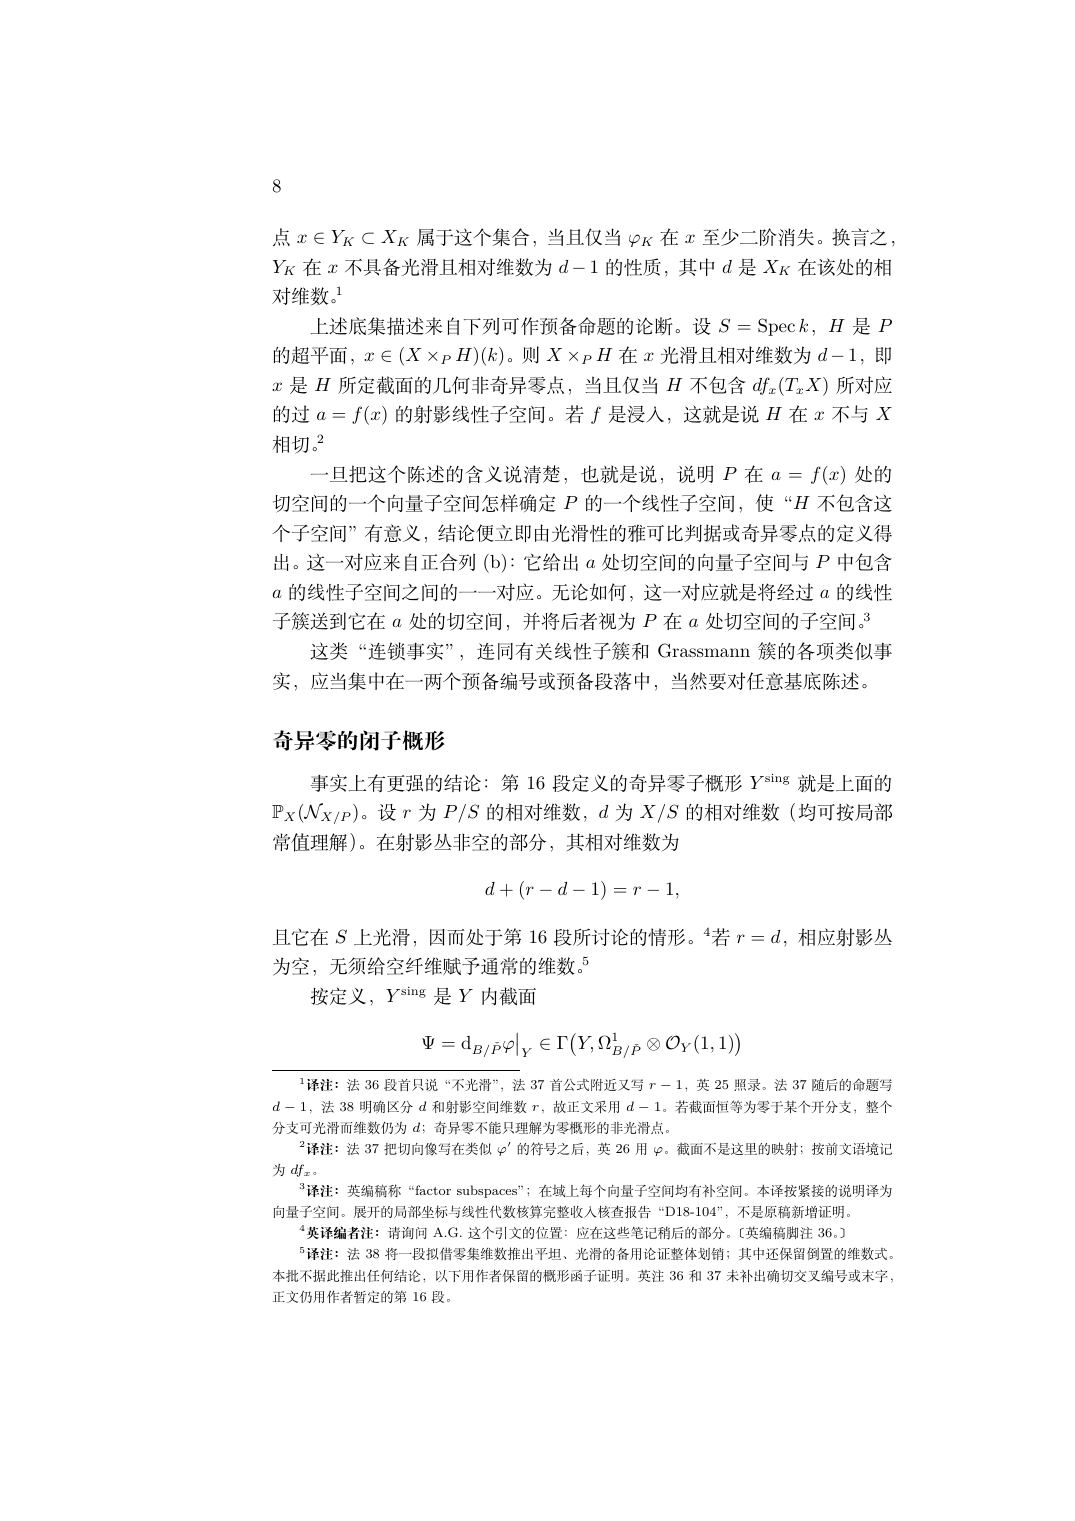 8
点 x ∈ Y_K ⊂ X_K 属于这个集合，当且仅当 φ_K 在 x 至少二阶消失。换言之，
Y_K 在 x 不具备光滑且相对维数为 d − 1 的性质，其中 d 是 X_K 在该处的相
对维数。¹
上述底集描述来自下列可作预备命题的论断。设 S = Spec k，H 是 P
的超平面，x ∈ (X ×_P H)(k)。则 X ×_P H 在 x 光滑且相对维数为 d − 1，即
x 是 H 所定截面的几何非奇异零点，当且仅当 H 不包含 df_x(T_xX) 所对应
的过 a = f(x) 的射影线性子空间。若 f 是浸入，这就是说 H 在 x 不与 X
相切。²
一旦把这个陈述的含义说清楚，也就是说，说明 P 在 a = f(x) 处的
切空间的一个向量子空间怎样确定 P 的一个线性子空间，使 “H 不包含这
个子空间” 有意义，结论便立即由光滑性的雅可比判据或奇异零点的定义得
出。这一对应来自正合列 (b)：它给出 a 处切空间的向量子空间与 P 中包含
a 的线性子空间之间的一一对应。无论如何，这一对应就是将经过 a 的线性
子簇送到它在 a 处的切空间，并将后者视为 P 在 a 处切空间的子空间。³
这类 “连锁事实”，连同有关线性子簇和 Grassmann 簇的各项类似事
实，应当集中在一两个预备编号或预备段落中，当然要对任意基底陈述。
奇异零的闭子概形
事实上有更强的结论：第 16 段定义的奇异零子概形 Y^sing 就是上面的
ℙ_X(𝒩_{X/P})。设 r 为 P/S 的相对维数，d 为 X/S 的相对维数（均可按局部
常值理解）。在射影丛非空的部分，其相对维数为
d + (r − d − 1) = r − 1,
且它在 S 上光滑，因而处于第 16 段所讨论的情形。⁴若 r = d，相应射影丛
为空，无须给空纤维赋予通常的维数。⁵
按定义，Y^sing 是 Y 内截面
Ψ = d_{B/P̌}φ|_Y ∈ Γ(Y, Ω¹_{B/P̌} ⊗ 𝒪_Y(1, 1))
¹译注：法 36 段首只说 “不光滑”，法 37 首公式附近又写 r − 1，英 25 照录。法 37 随后的命题写
d − 1，法 38 明确区分 d 和射影空间维数 r，故正文采用 d − 1。若截面恒等为零于某个开分支，整个
分支可光滑而维数仍为 d；奇异零不能只理解为零概形的非光滑点。
²译注：法 37 把切向像写在类似 φ′ 的符号之后，英 26 用 φ。截面不是这里的映射；按前文语境记
为 df_x。
³译注：英编稿称 “factor subspaces”；在域上每个向量子空间均有补空间。本译按紧接的说明译为
向量子空间。展开的局部坐标与线性代数核算完整收入核查报告 “D18-104”，不是原稿新增证明。
⁴英译编者注：请询问 A.G. 这个引文的位置：应在这些笔记稍后的部分。〔英编稿脚注 36。〕
⁵译注：法 38 将一段拟借零集维数推出平坦、光滑的备用论证整体划销；其中还保留倒置的维数式。
本批不据此推出任何结论，以下用作者保留的概形函子证明。英注 36 和 37 未补出确切交叉编号或末字，
正文仍用作者暂定的第 16 段。